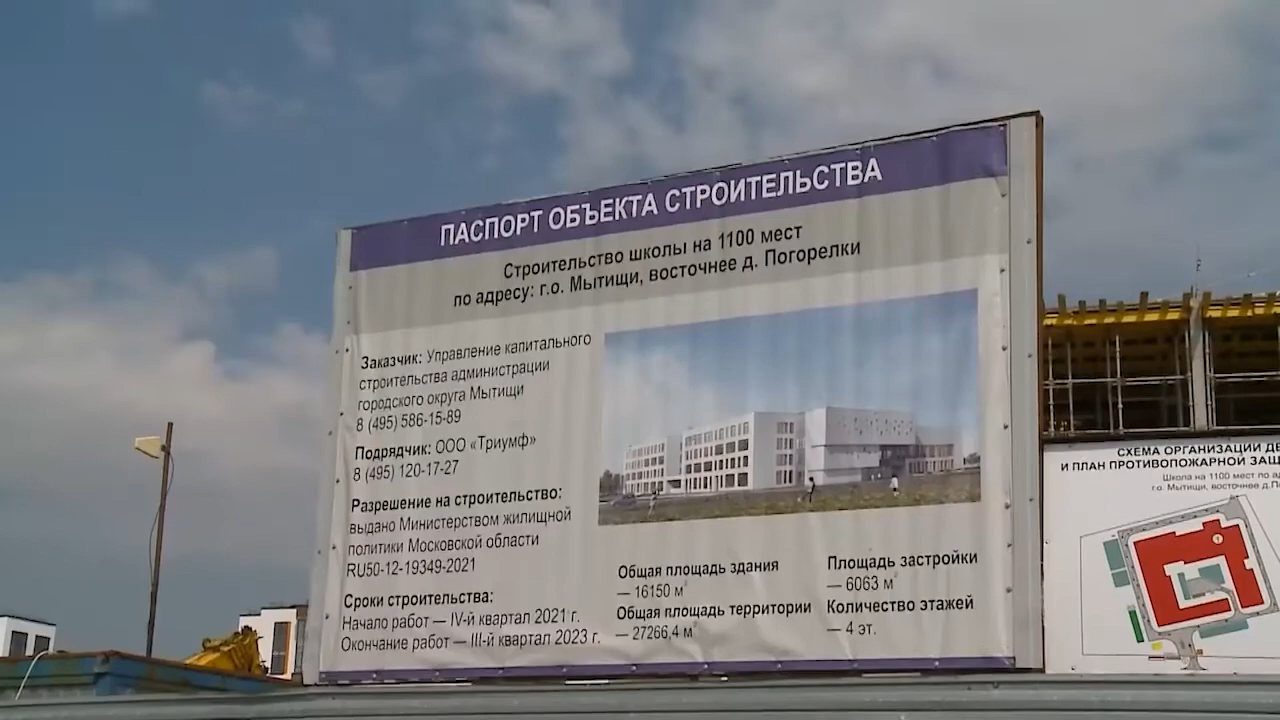 ПАСПОРТ ОБЪЕКТА СТРОИТЕЛЬСТВА
Строительство школы на 1100 мест
по адресу: г.о. Мытищи, восточнее д. Погорелки
Заказчик: Управление капитального
строительства администрации
городского округа Мытищи
8 (495) 586-15-89
Подрядчик: ООО «Триумф»
8 (495) 120-17-27
Разрешение на строительство:
выдано Министерством жилищной
политики Московской области
RU50-12-19349-2021
Сроки строительства:
Начало работ — IV-й квартал 2021 г.
Окончание работ — III-й квартал 2023 г.
Общая площадь здания
— 16150 м²
Общая площадь территории
— 27266,4 м²
Площадь застройки
— 6063 м²
Количество этажей
— 4 эт.
СХЕМА ОРГАНИЗАЦИИ
И ПЛАН ПРОТИВОПОЖАРНОЙ
Школа на 1100 мест по
г.о. Мытищи, восточнее